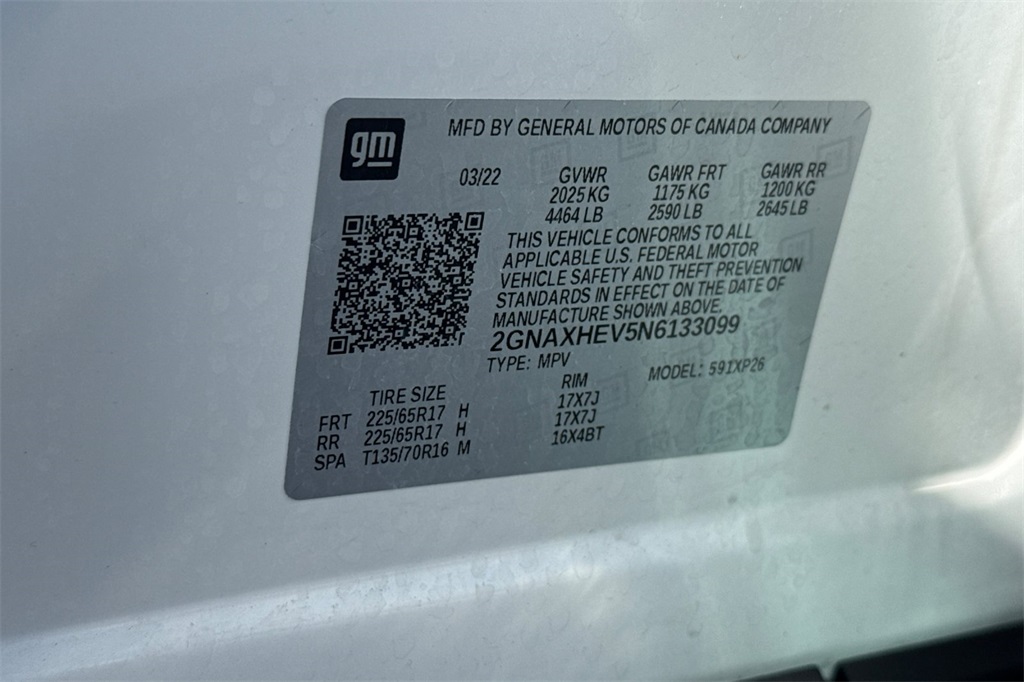 gm
MFD BY GENERAL MOTORS OF CANADA COMPANY
03/22 GVWR GAWR FRT GAWR RR
2025 KG 1175 KG 1200 KG
4464 LB 2590 LB 2645 LB
THIS VEHICLE CONFORMS TO ALL
APPLICABLE U.S. FEDERAL MOTOR
VEHICLE SAFETY AND THEFT PREVENTION
STANDARDS IN EFFECT ON THE DATE OF
MANUFACTURE SHOWN ABOVE.
2GNAXHEV5N6133099
TYPE: MPV MODEL: 591XP26
TIRE SIZE RIM
FRT 225/65R17 H 17X7J
RR 225/65R17 H 17X7J
SPA T135/70R16 M 16X4BT